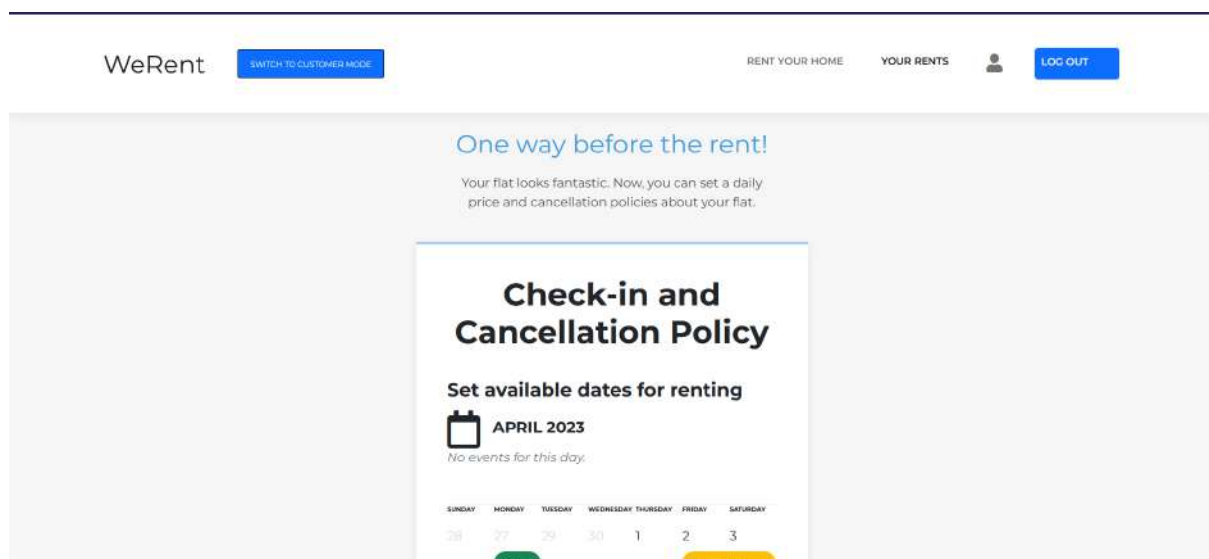 WeRent SWITCH TO CUSTOMER MODE RENT YOUR HOME YOUR RENTS LOG OUT
One way before the rent!
Your flat looks fantastic. Now, you can set a daily
price and cancellation policies about your flat.
Check-in and
Cancellation Policy
Set available dates for renting
APRIL 2023
No events for this day.
SUNDAY MONDAY TUESDAY WEDNESDAY THURSDAY FRIDAY SATURDAY
28 27 29 30 1 2 3